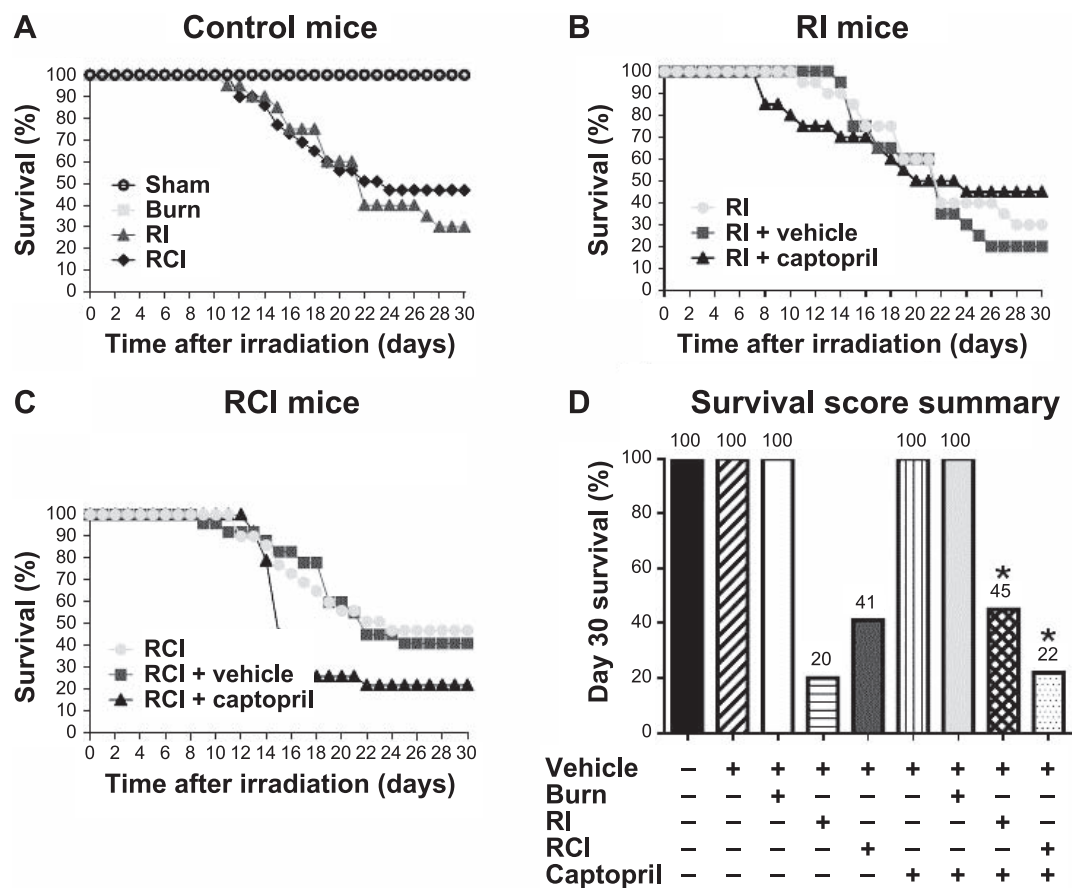 A Control mice
Survival (%)
100
90
80
70
60
50
40
30
20
10
0
Sham
Burn
RI
RCI
0 2 4 6 8 10 12 14 16 18 20 22 24 26 28 30
Time after irradiation (days)
B RI mice
Survival (%)
100
90
80
70
60
50
40
30
20
10
0
RI
RI + vehicle
RI + captopril
0 2 4 6 8 10 12 14 16 18 20 22 24 26 28 30
Time after irradiation (days)
C RCI mice
Survival (%)
100
90
80
70
60
50
40
30
20
10
0
RCI
RCI + vehicle
RCI + captopril
0 2 4 6 8 10 12 14 16 18 20 22 24 26 28 30
Time after irradiation (days)
D Survival score summary
Day 30 survival (%)
100
80
60
40
20
0
100 100 100 20 41 100 100 45 22
* *
Vehicle – + + + + + + + +
Burn – – + – – – + – –
RI – – – + – – – + –
RCI – – – – + – – – +
Captopril – – – – – + + + +